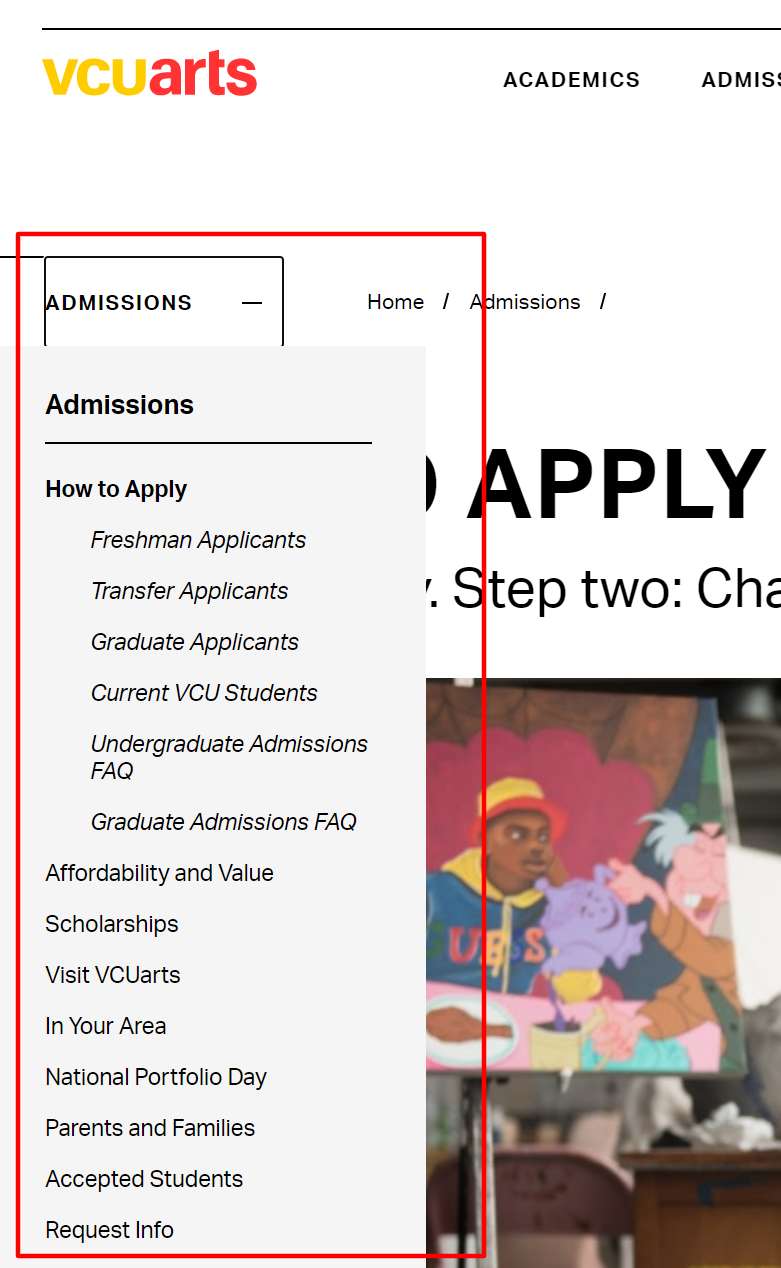 vcuarts
ACADEMICS
ADMISS
ADMISSIONS
Home / Admissions /
Admissions
How to Apply
Freshman Applicants
Transfer Applicants
Graduate Applicants
Current VCU Students
Undergraduate Admissions
FAQ
Graduate Admissions FAQ
Affordability and Value
Scholarships
Visit VCUarts
In Your Area
National Portfolio Day
Parents and Families
Accepted Students
Request Info
APPLY
. Step two: Cha
GUESS